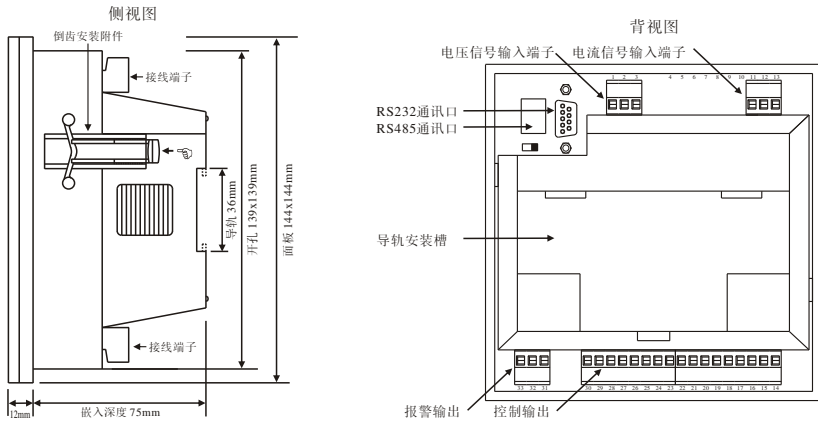 侧视图
倒齿安装附件
接线端子
导轨 36mm
开孔 139x139mm
面板 144x144mm
接线端子
12mm
嵌入深度 75mm
背视图
电压信号输入端子
电流信号输入端子
1 2 3 4 5 6 7 8 9 10 11 12 13
RS232通讯口
RS485通讯口
导轨安装槽
33 32 31 30 29 28 27 26 25 24 23 22 21 20 19 18 17 16 15 14
报警输出
控制输出